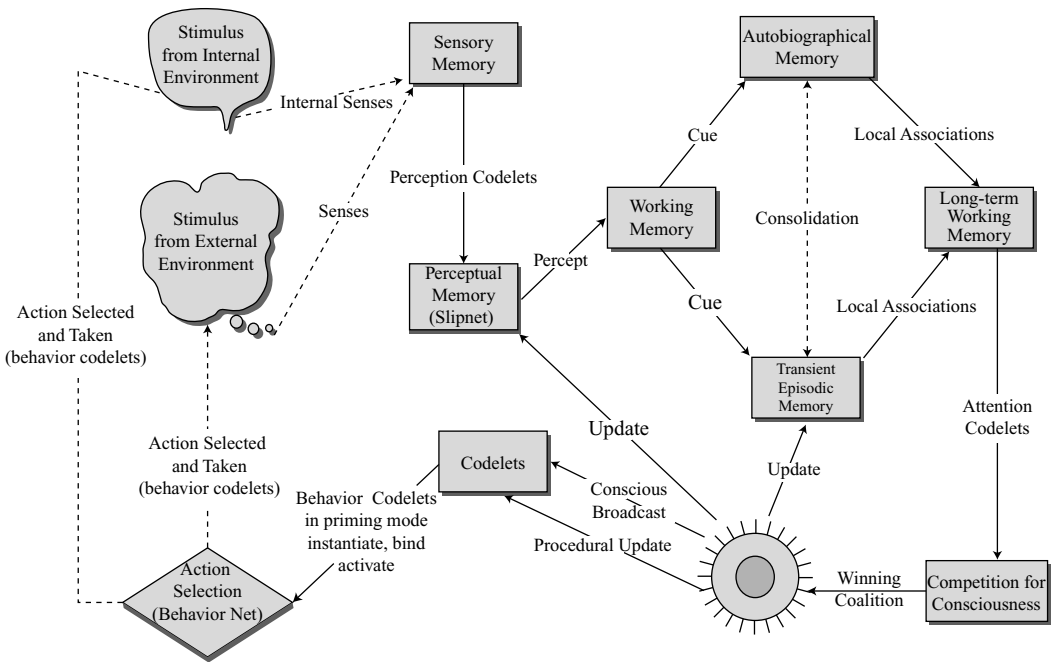 Stimulus
from Internal
Environment
Sensory
Memory
Autobiographical
Memory
Internal Senses
Cue
Local Associations
Perception Codelets
Stimulus
from External
Environment
Senses
Working
Memory
Consolidation
Long-term
Working
Memory
Percept
Perceptual
Memory
(Slipnet)
Cue
Local Associations
Action Selected
and Taken
(behavior codelets)
Transient
Episodic
Memory
Attention
Codelets
Update
Action Selected
and Taken
(behavior codelets)
Codelets
Update
Behavior Codelets
in priming mode
instantiate, bind
activate
Conscious
Broadcast
Procedural Update
Action
Selection
(Behavior Net)
Winning
Coalition
Competition for
Consciousness